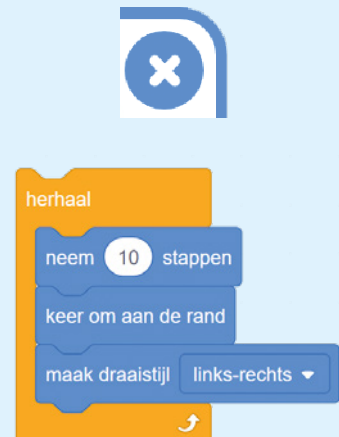 herhaal
neem 10 stappen
keer om aan de rand
maak draaistijl links-rechts